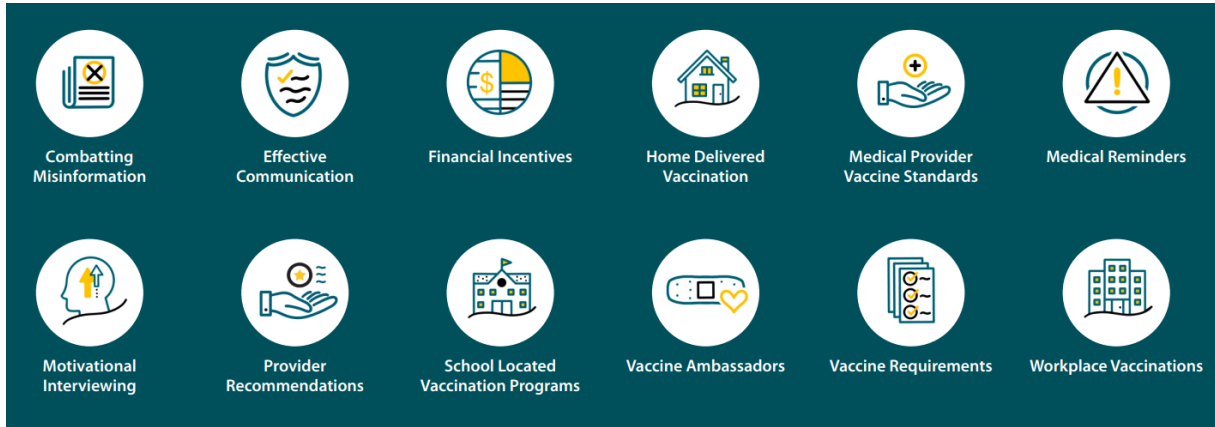 Combatting
Misinformation
Effective
Communication
$
Financial Incentives
Home Delivered
Vaccination
Medical Provider
Vaccine Standards
!
Medical Reminders
Motivational
Interviewing
Provider
Recommendations
School Located
Vaccination Programs
Vaccine Ambassadors
Vaccine Requirements
Workplace Vaccinations